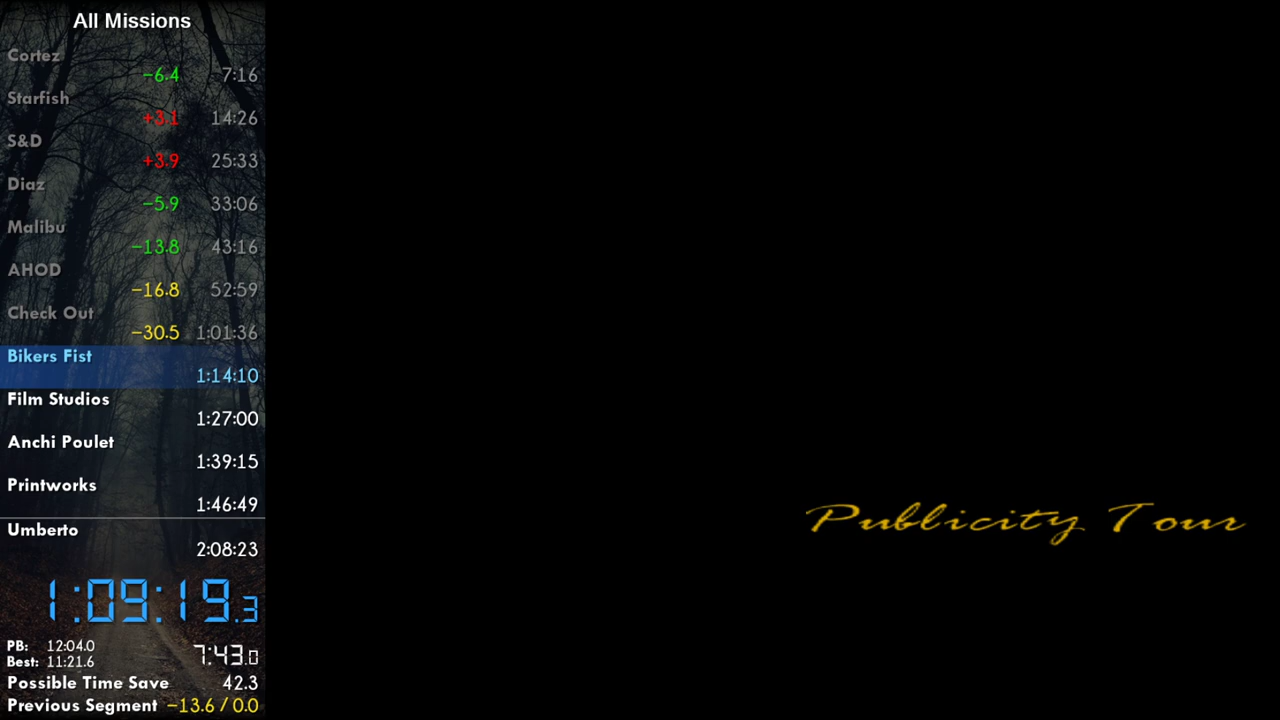 All Missions
Cortez
−6.4 7:16
Starfish
+3.1 14:26
S&D
+3.9 25:33
Diaz
−5.9 33:06
Malibu
−13.8 43:16
AHOD
−16.8 52:59
Check Out
−30.5 1:01:36
Bikers Fist
1:14:10
Film Studios
1:27:00
Anchi Poulet
1:39:15
Printworks
1:46:49
Umberto
2:08:23
1:09:19.3
PB: 12:04.0
Best: 11:21.6
7:43.0
Possible Time Save 42.3
Previous Segment −13.6 / 0.0
Publicity Tour